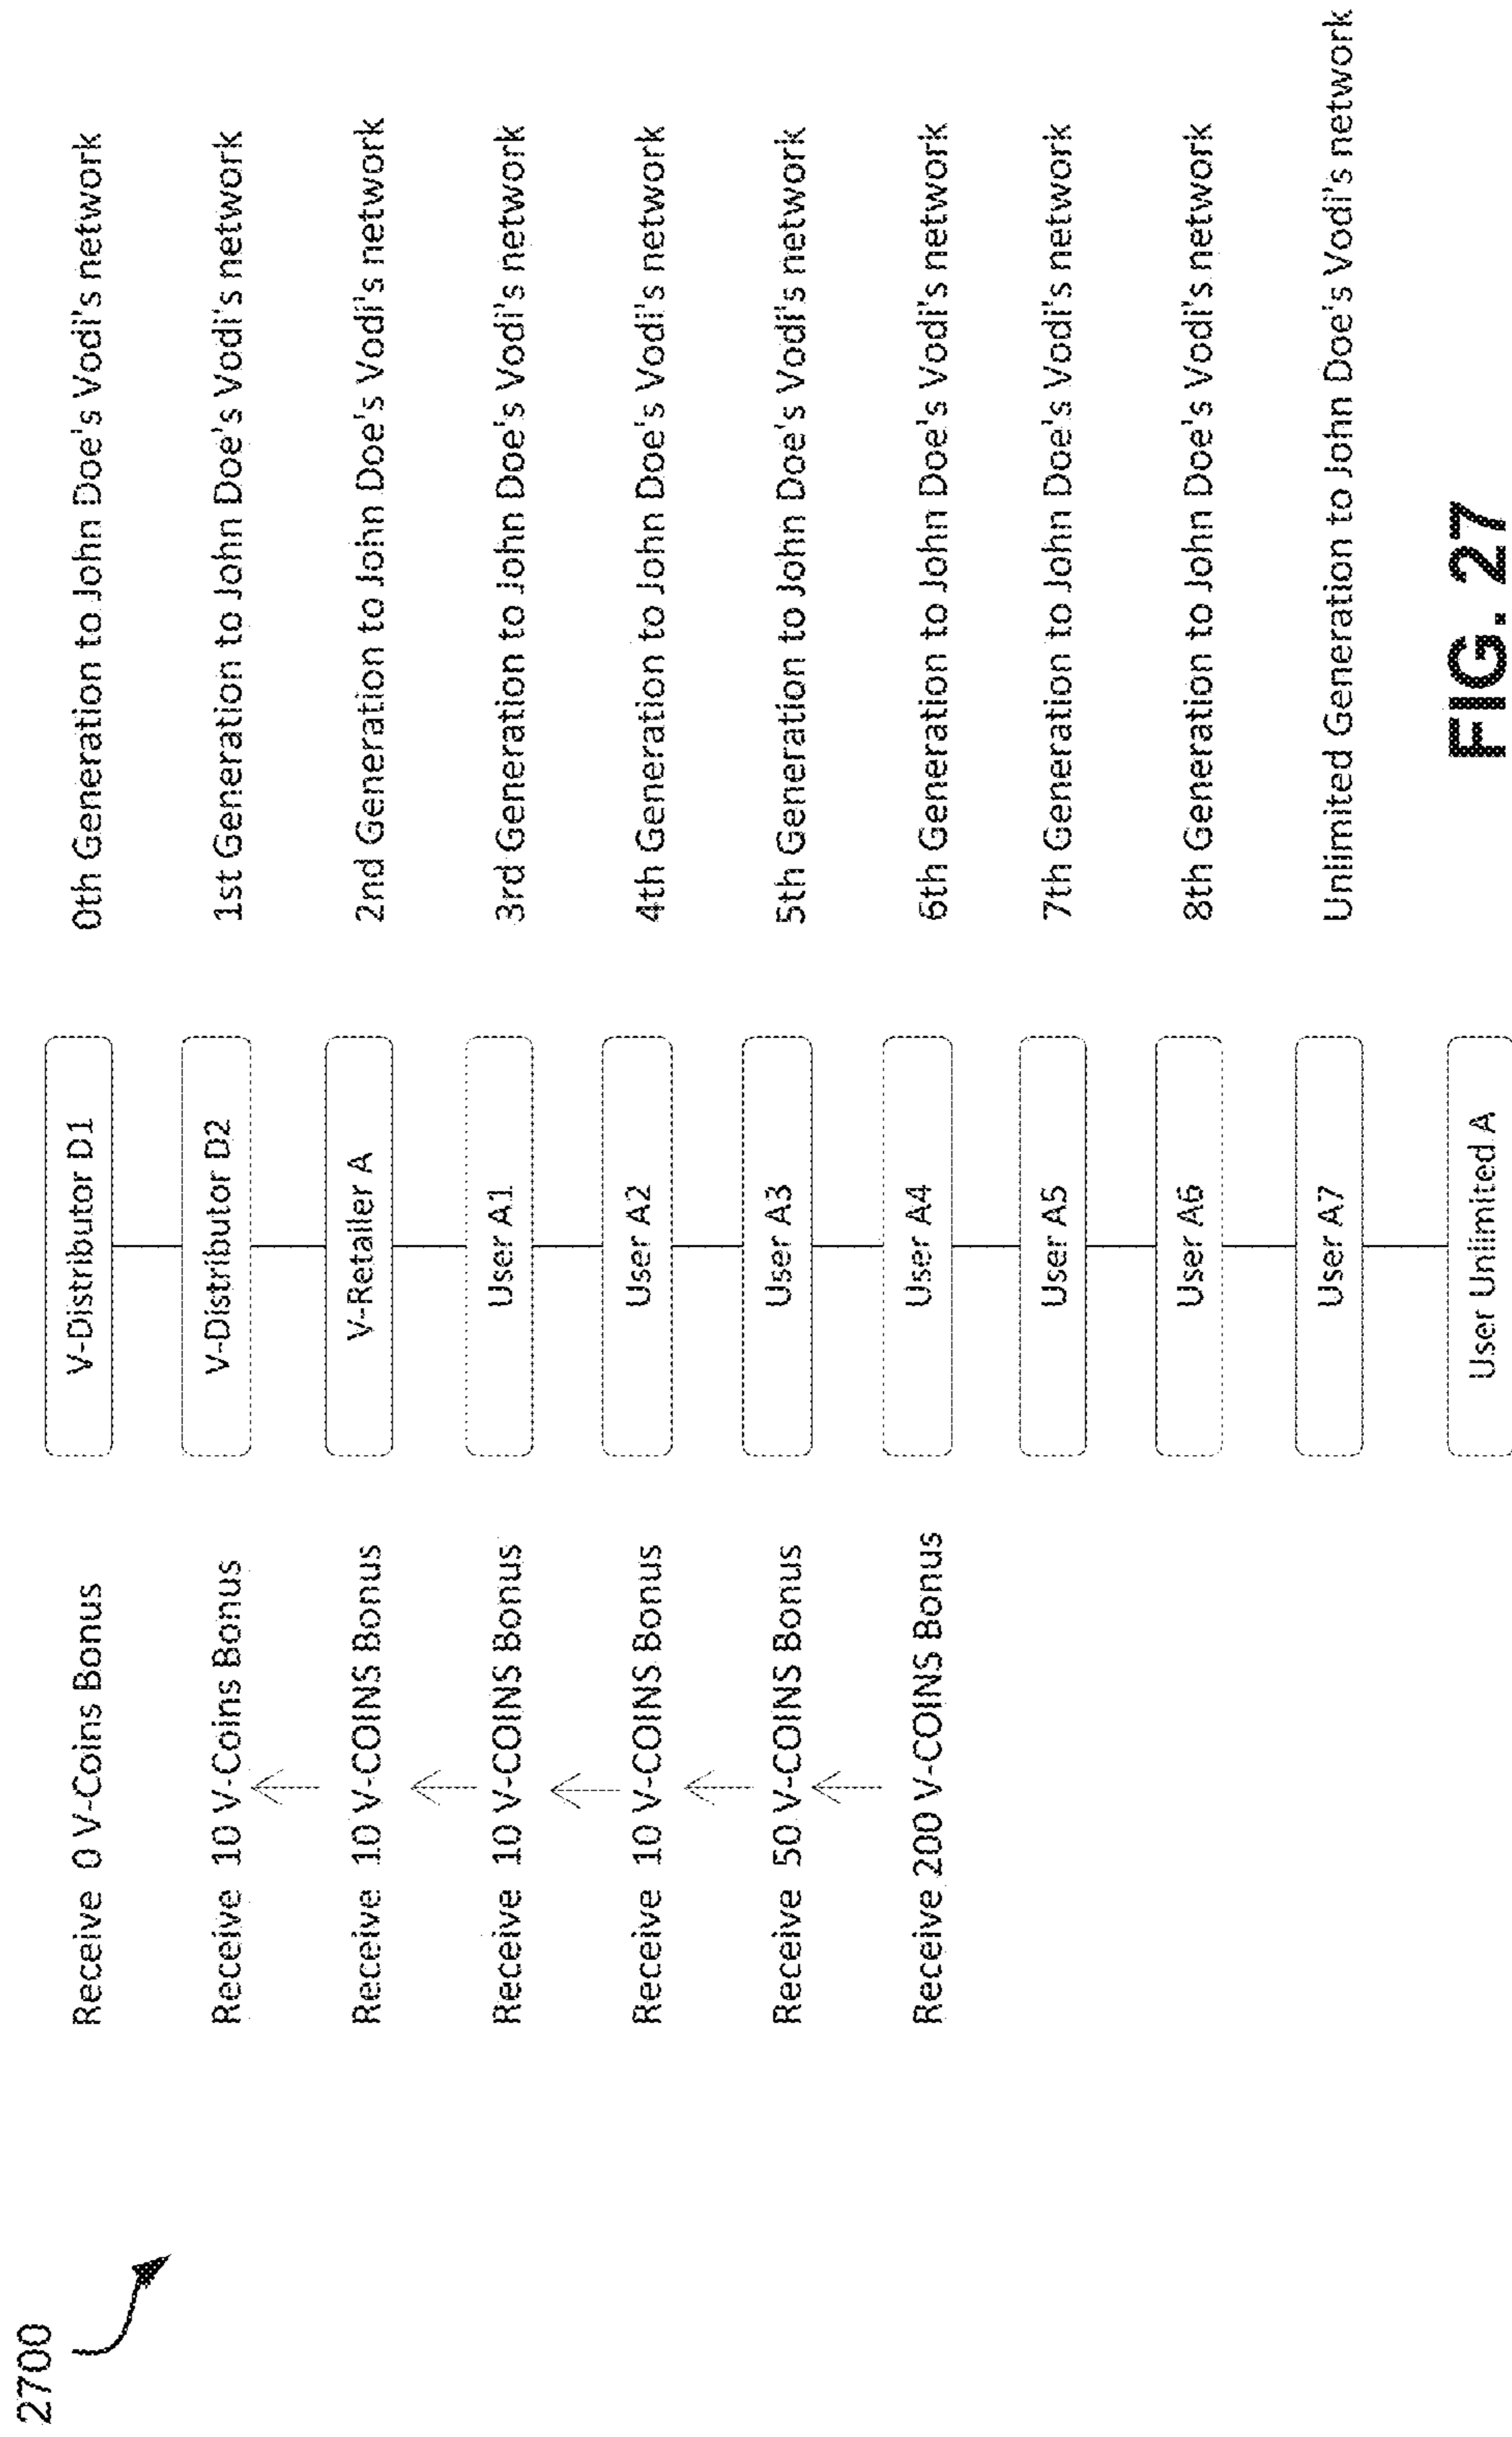 2700
Receive 0 V-Coins Bonus
V-Distributor D1
0th Generation to John Doe's Vodi's network
Receive 10 V-Coins Bonus
V-Distributor D2
1st Generation to John Doe's Vodi's network
Receive 10 V-COINS Bonus
V-Retailer A
2nd Generation to John Doe's Vodi's network
Receive 10 V-COINS Bonus
User A1
3rd Generation to John Doe's Vodi's network
Receive 10 V-COINS Bonus
User A2
4th Generation to John Doe's Vodi's network
Receive 50 V-COINS Bonus
User A3
5th Generation to John Doe's Vodi's network
Receive 200 V-COINS Bonus
User A4
6th Generation to John Doe's Vodi's network
User A5
7th Generation to John Doe's Vodi's network
User A6
8th Generation to John Doe's Vodi's network
User A7
Unlimited Generation to John Doe's Vodi's network
User Unlimited A
FIG. 27